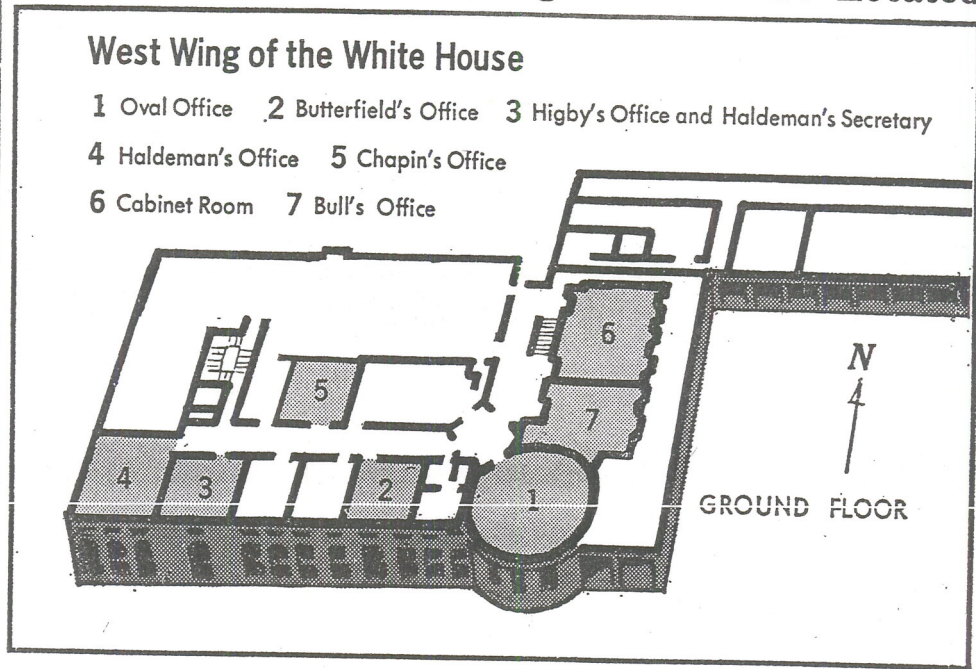 West Wing of the White House
1 Oval Office 2 Butterfield's Office 3 Higby's Office and Haldeman's Secretary
4 Haldeman's Office 5 Chapin's Office
6 Cabinet Room 7 Bull's Office
6
N
5
7
4
3
2
1
GROUND FLOOR